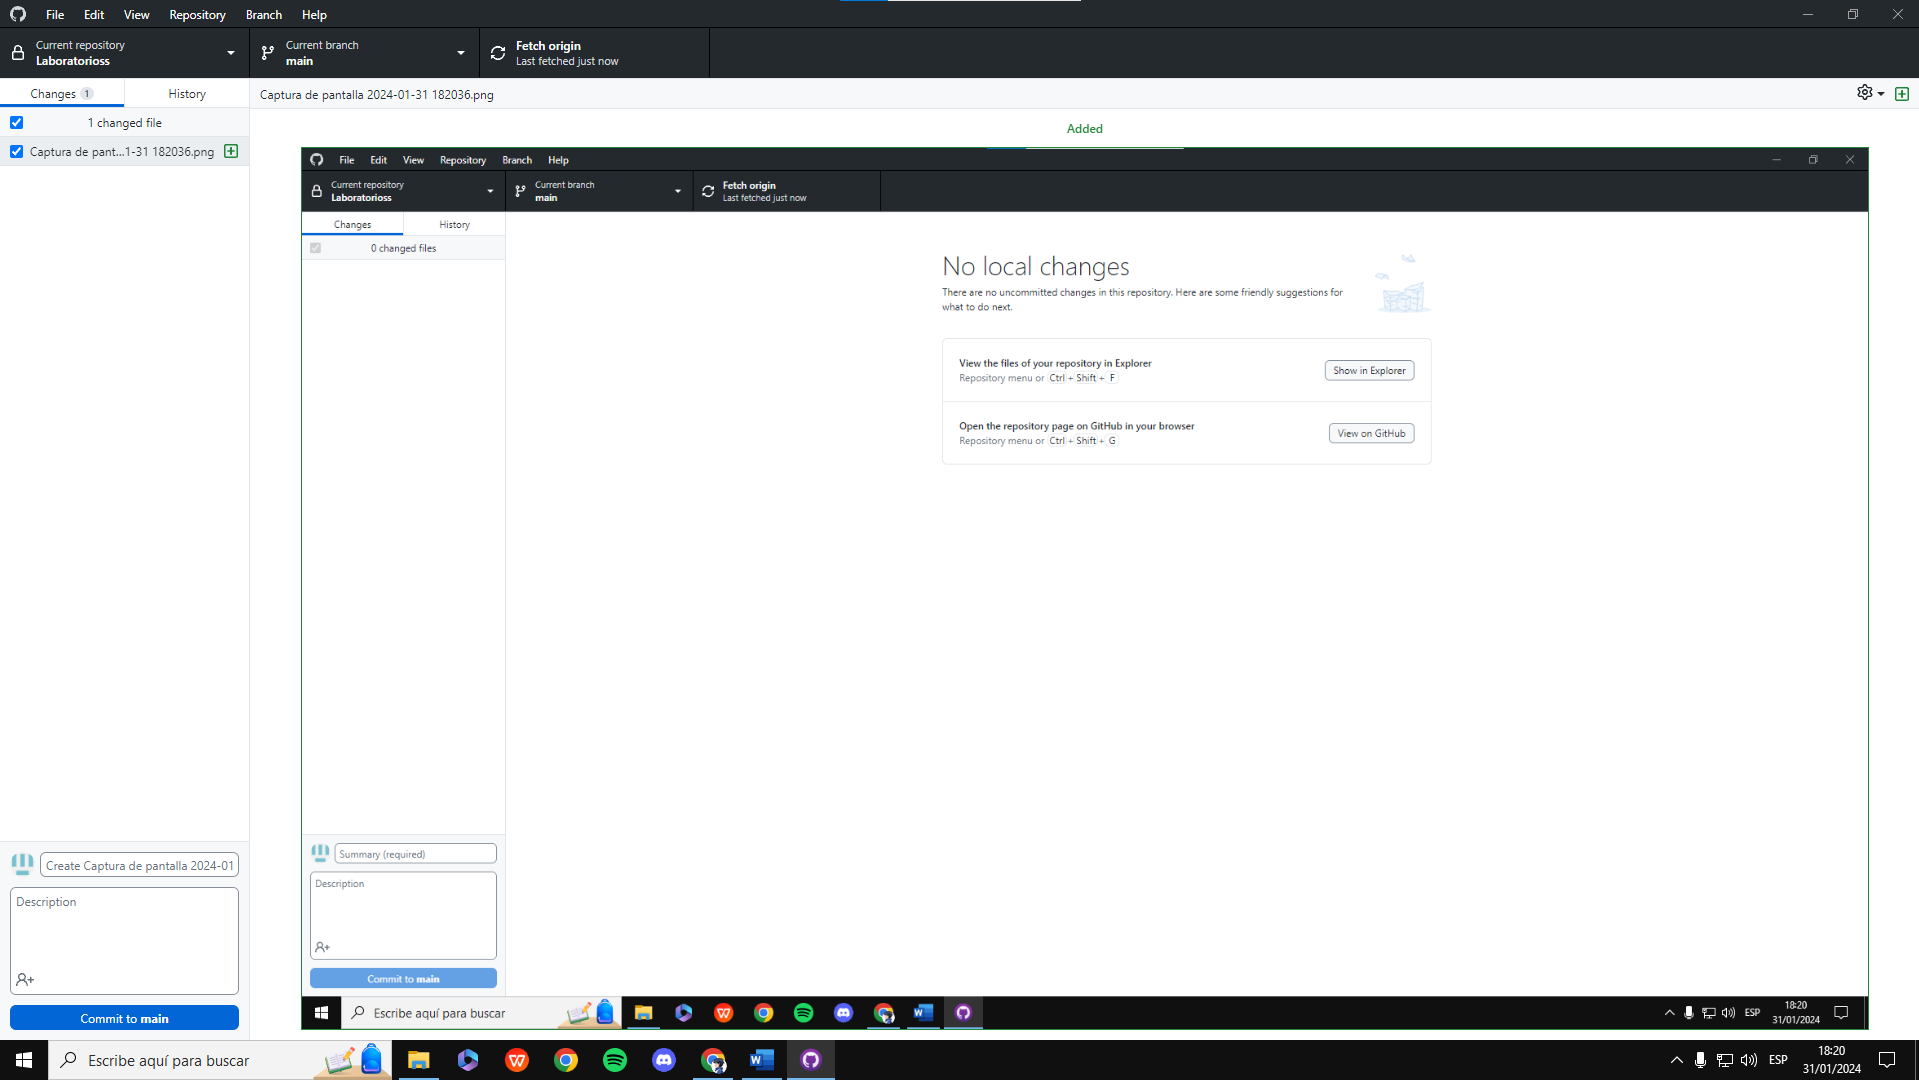 File Edit View Repository Branch Help
Current repository
Laboratorioss
Current branch
main
Fetch origin
Last fetched just now
Changes 1 History
Captura de pantalla 2024-01-31 182036.png
1 changed file
Captura de pant...1-31 182036.png
Added
File Edit View Repository Branch Help
Current repository
Laboratorioss
Current branch
main
Fetch origin
Last fetched just now
Changes History
0 changed files
No local changes
There are no uncommitted changes in this repository. Here are some friendly suggestions for
what to do next.
View the files of your repository in Explorer
Repository menu or Ctrl + Shift + F
Show in Explorer
Open the repository page on GitHub in your browser
Repository menu or Ctrl + Shift + G
View on GitHub
Summary (required)
Description
Commit to main
Escribe aquí para buscar
ESP
18:20
31/01/2024
Create Captura de pantalla 2024-01
Description
Commit to main
Escribe aquí para buscar
ESP
18:20
31/01/2024